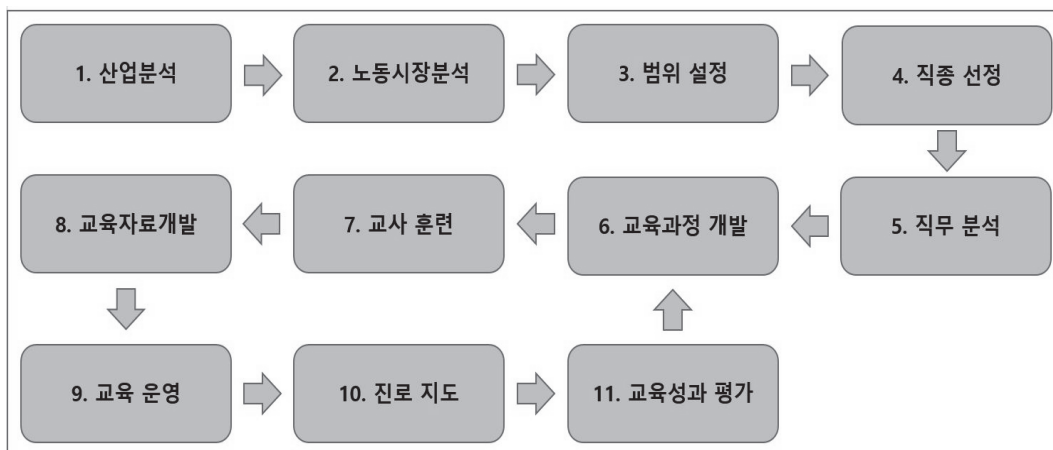 1. 산업분석
2. 노동시장분석
3. 범위 설정
4. 직종 선정
5. 직무 분석
6. 교육과정 개발
7. 교사 훈련
8. 교육자료개발
9. 교육 운영
10. 진로 지도
11. 교육성과 평가